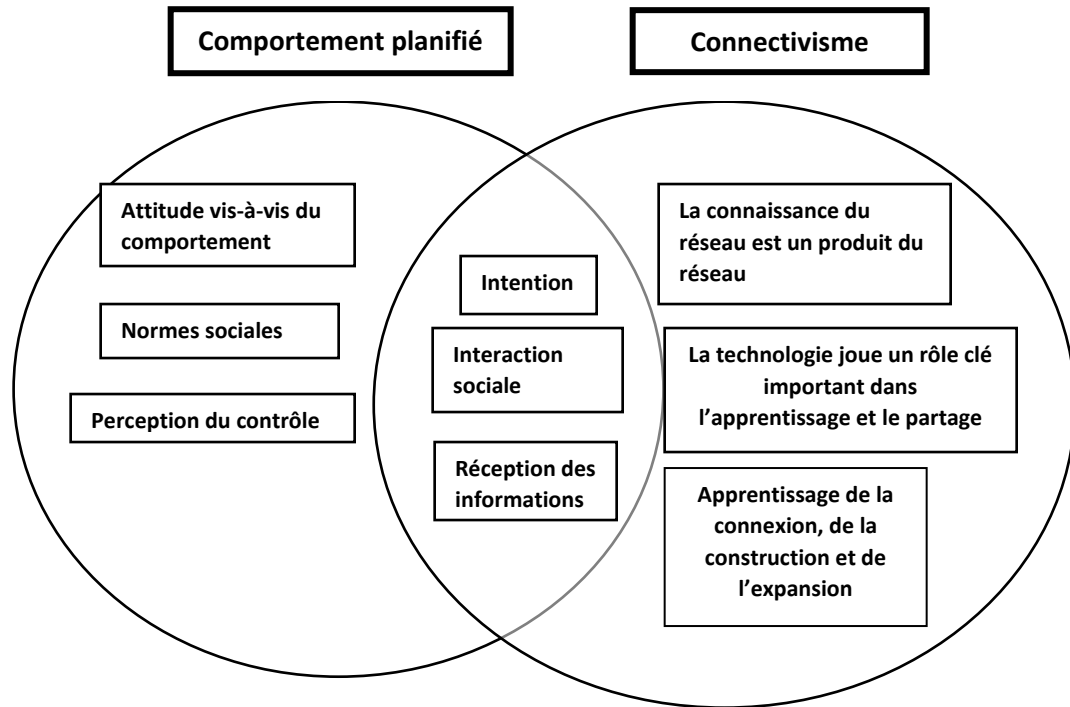 Comportement planifié
Connectivisme
Attitude vis-à-vis du
comportement
Normes sociales
Perception du contrôle
Intention
Interaction
sociale
Réception des
informations
La connaissance du
réseau est un produit du
réseau
La technologie joue un rôle clé
important dans
l’apprentissage et le partage
Apprentissage de la
connexion, de la
construction et de
l’expansion